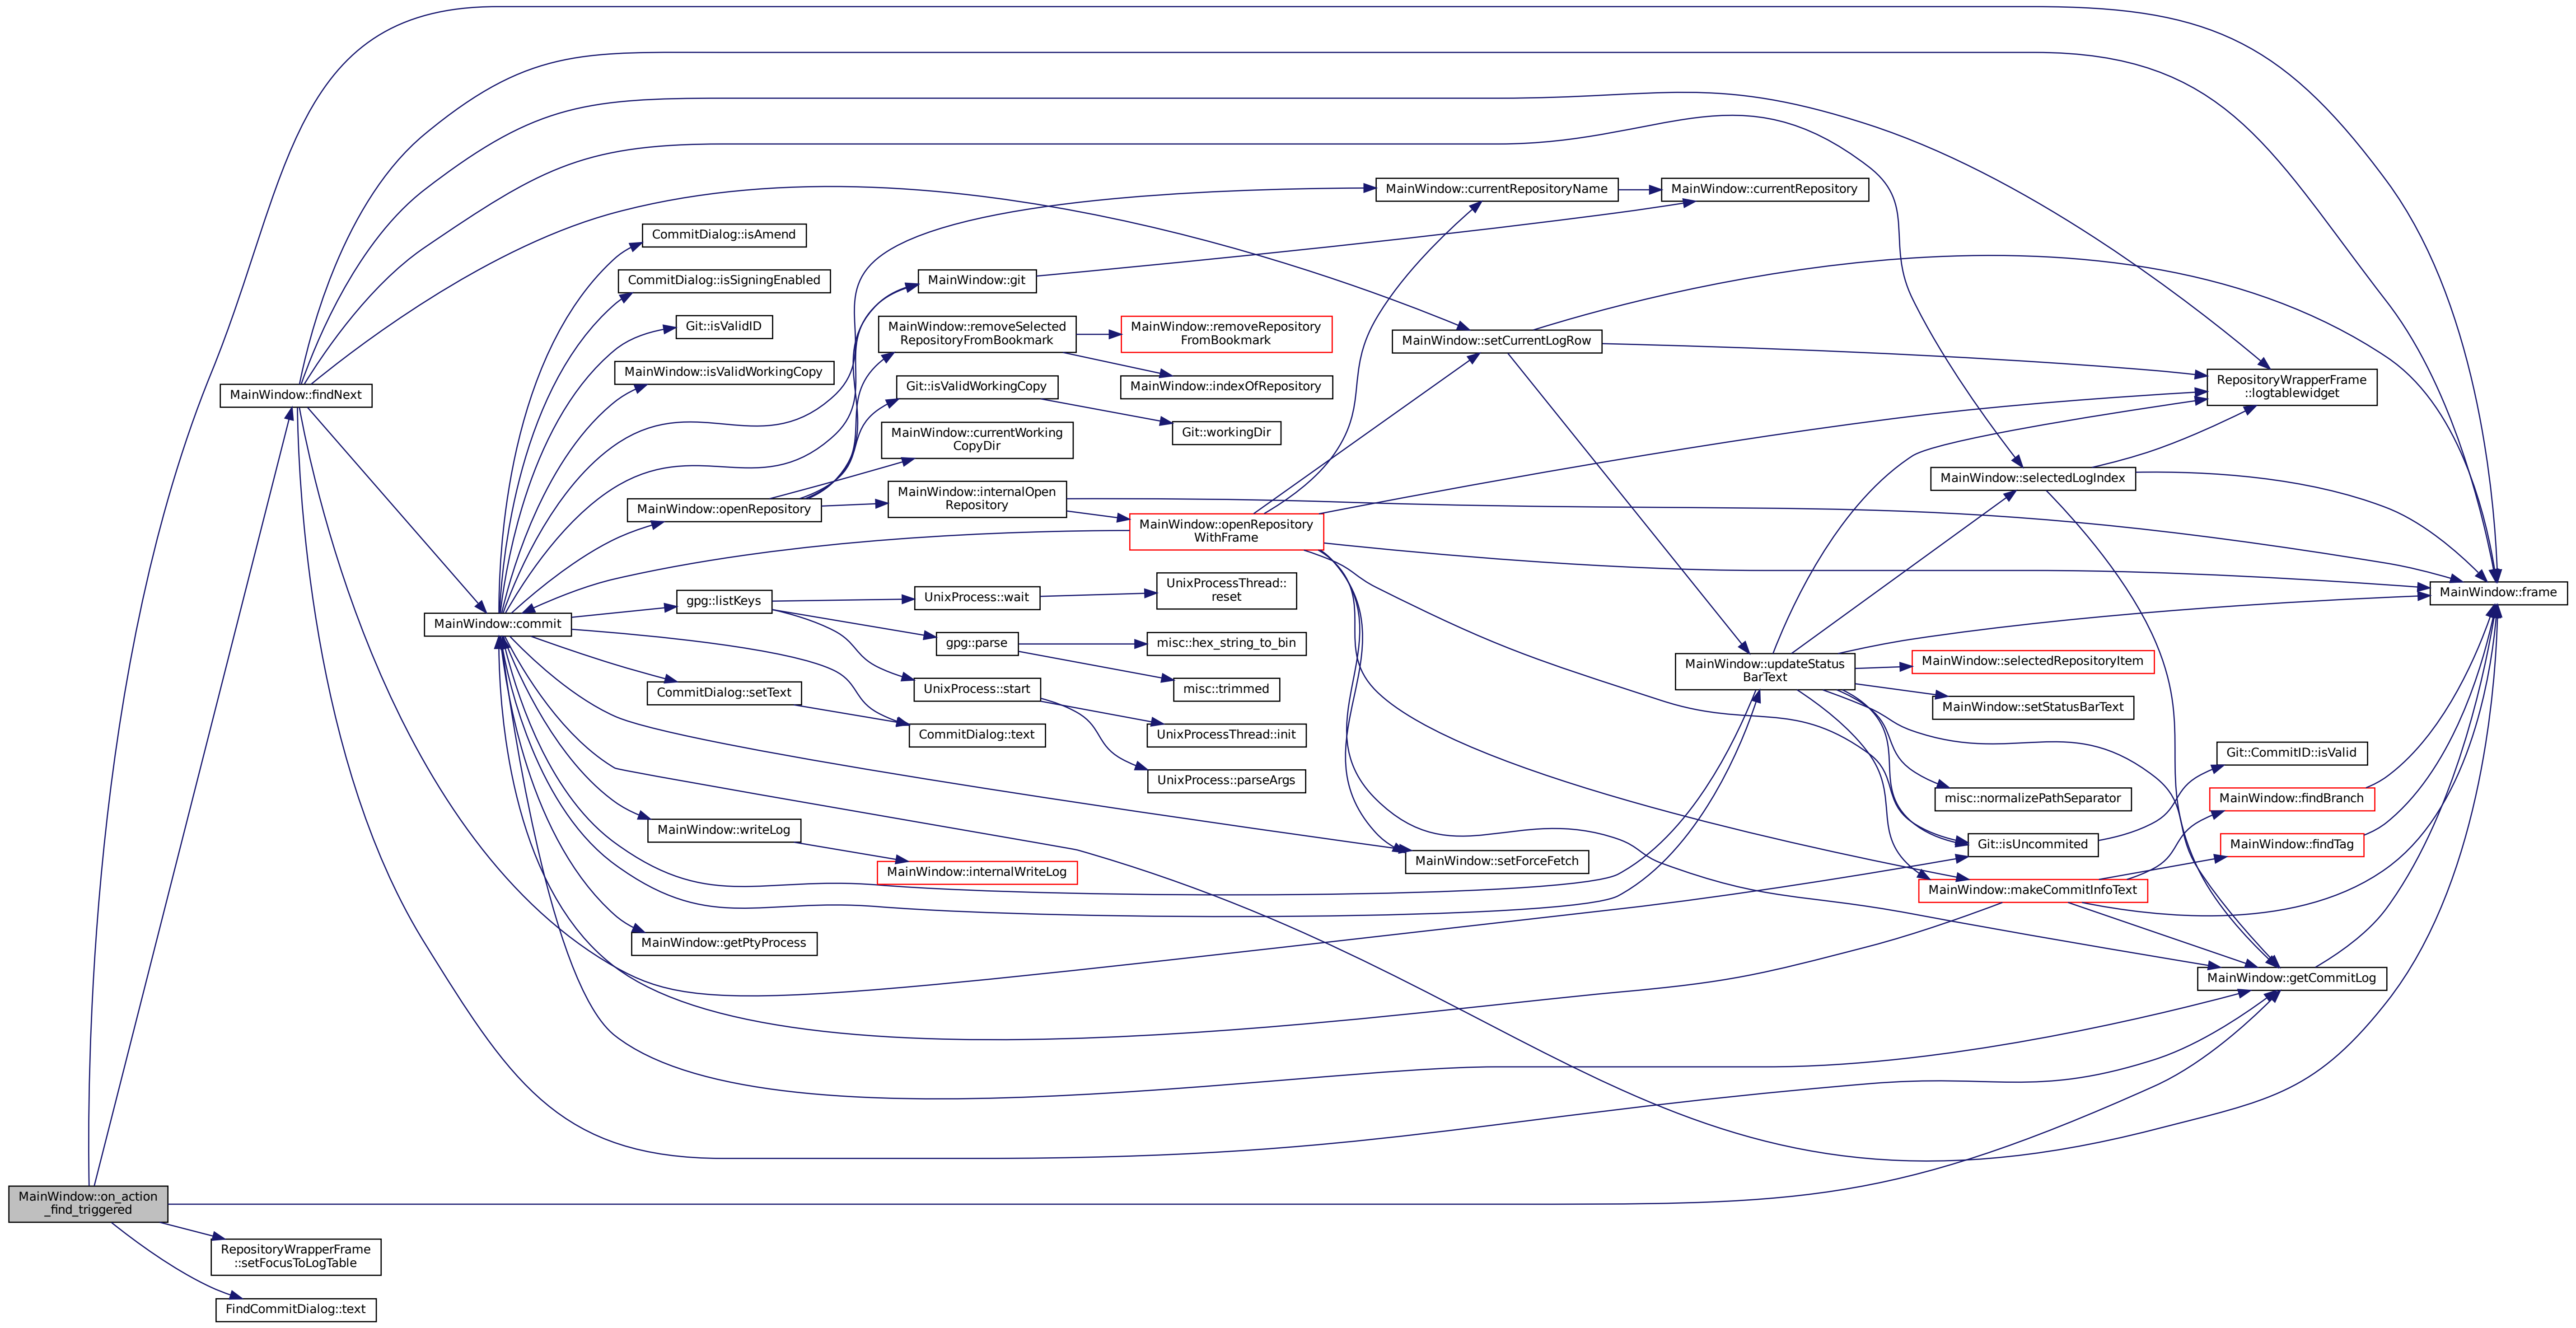 MainWindow::on_action
_find_triggered
MainWindow::findNext
RepositoryWrapperFrame
::setFocusToLogTable
FindCommitDialog::text
MainWindow::commit
CommitDialog::isAmend
CommitDialog::isSigningEnabled
Git::isValidID
MainWindow::isValidWorkingCopy
MainWindow::openRepository
gpg::listKeys
CommitDialog::setText
MainWindow::writeLog
MainWindow::getPtyProcess
MainWindow::git
MainWindow::removeSelected
RepositoryFromBookmark
Git::isValidWorkingCopy
MainWindow::currentWorking
CopyDir
MainWindow::internalOpen
Repository
UnixProcess::wait
gpg::parse
UnixProcess::start
CommitDialog::text
MainWindow::internalWriteLog
MainWindow::removeRepository
FromBookmark
MainWindow::indexOfRepository
Git::workingDir
MainWindow::openRepository
WithFrame
UnixProcessThread::
reset
misc::hex_string_to_bin
misc::trimmed
UnixProcessThread::init
UnixProcess::parseArgs
MainWindow::currentRepositoryName
MainWindow::setCurrentLogRow
MainWindow::setForceFetch
MainWindow::currentRepository
MainWindow::updateStatus
BarText
MainWindow::selectedLogIndex
MainWindow::selectedRepositoryItem
MainWindow::setStatusBarText
misc::normalizePathSeparator
Git::isUncommited
MainWindow::makeCommitInfoText
RepositoryWrapperFrame
::logtablewidget
Git::CommitID::isValid
MainWindow::findBranch
MainWindow::findTag
MainWindow::getCommitLog
MainWindow::frame